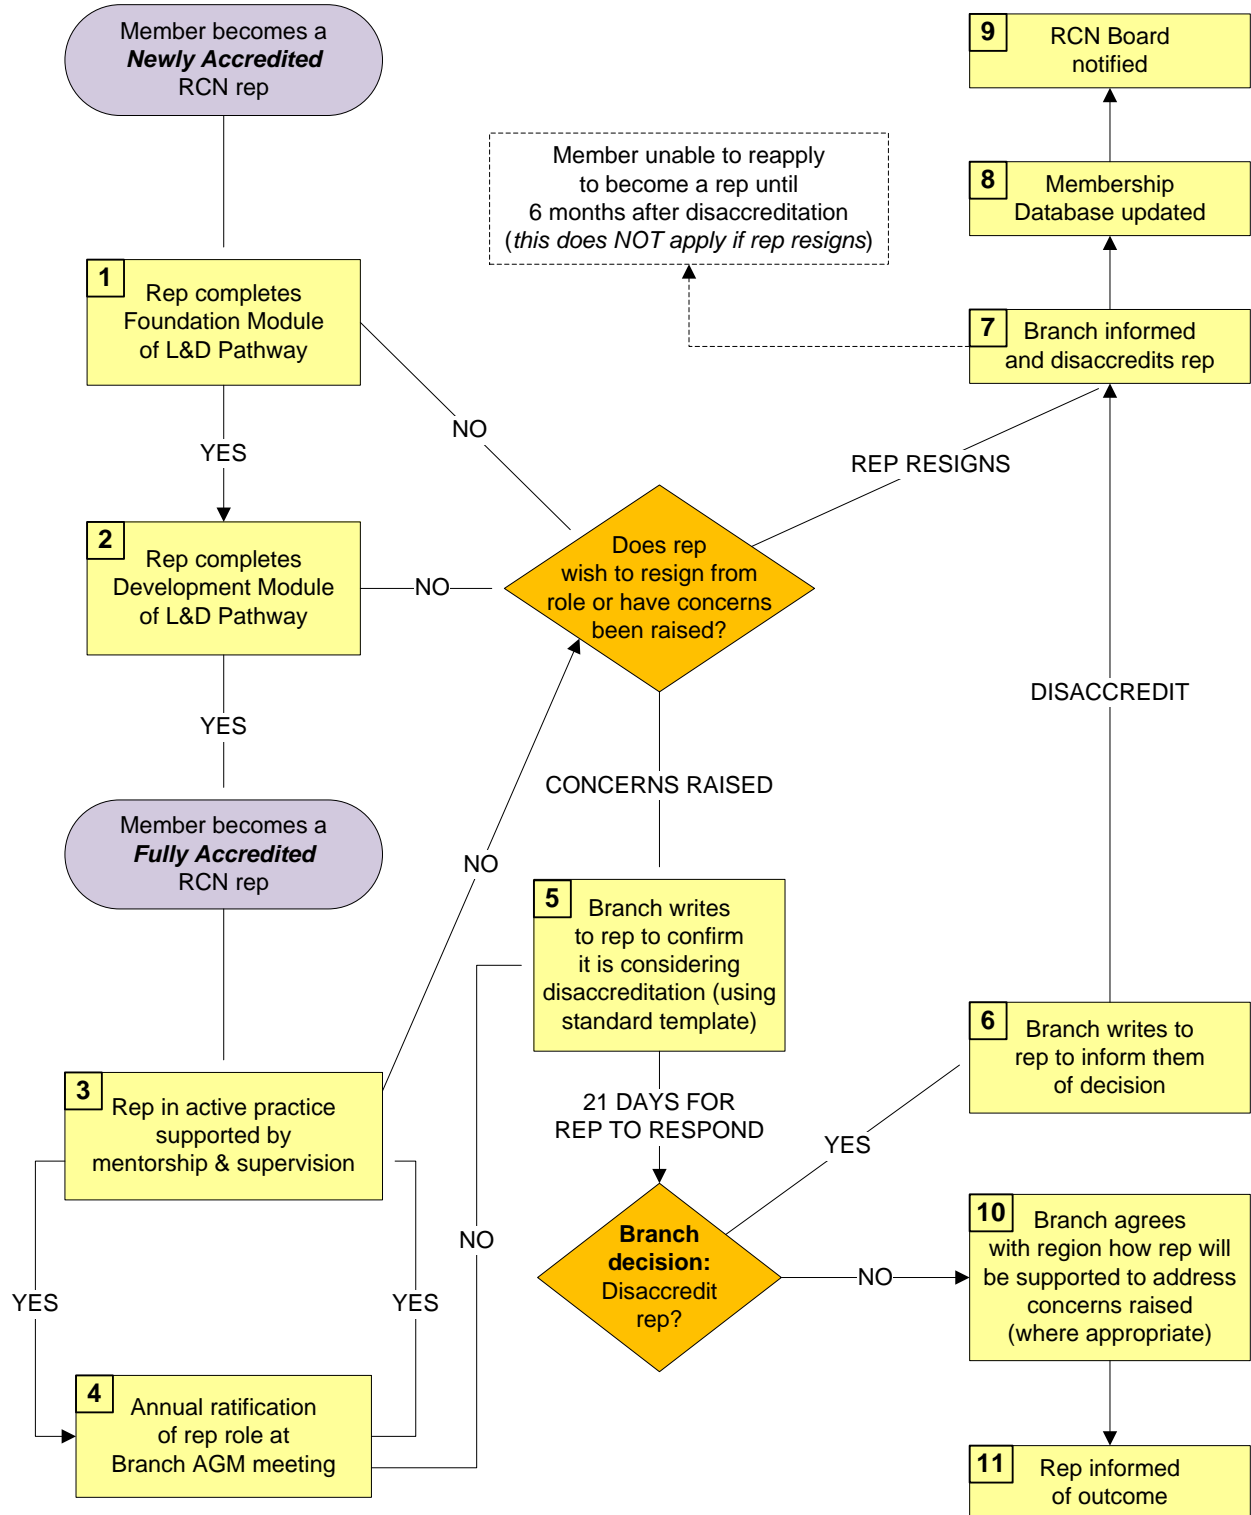 Member becomes a
Newly Accredited
RCN rep
1
Rep completes
Foundation Module
of L&D Pathway
NO
YES
2
Rep completes
Development Module
of L&D Pathway
NO
YES
Member becomes a
Fully Accredited
RCN rep
3
Rep in active practice
supported by
mentorship & supervision
NO
YES
YES
4
Annual ratification
of rep role at
Branch AGM meeting
NO
Does rep
wish to resign from
role or have concerns
been raised?
REP RESIGNS
CONCERNS RAISED
5
Branch writes
to rep to confirm
it is considering
disaccreditation (using
standard template)
21 DAYS FOR
REP TO RESPOND
Branch
decision:
Disaccredit
rep?
YES
NO
6
Branch writes to
rep to inform them
of decision
DISACCREDIT
7
Branch informed
and disaccredits rep
Member unable to reapply
to become a rep until
6 months after disaccreditation
(this does NOT apply if rep resigns)
8
Membership
Database updated
9
RCN Board
notified
10
Branch agrees
with region how rep will
be supported to address
concerns raised
(where appropriate)
11
Rep informed
of outcome